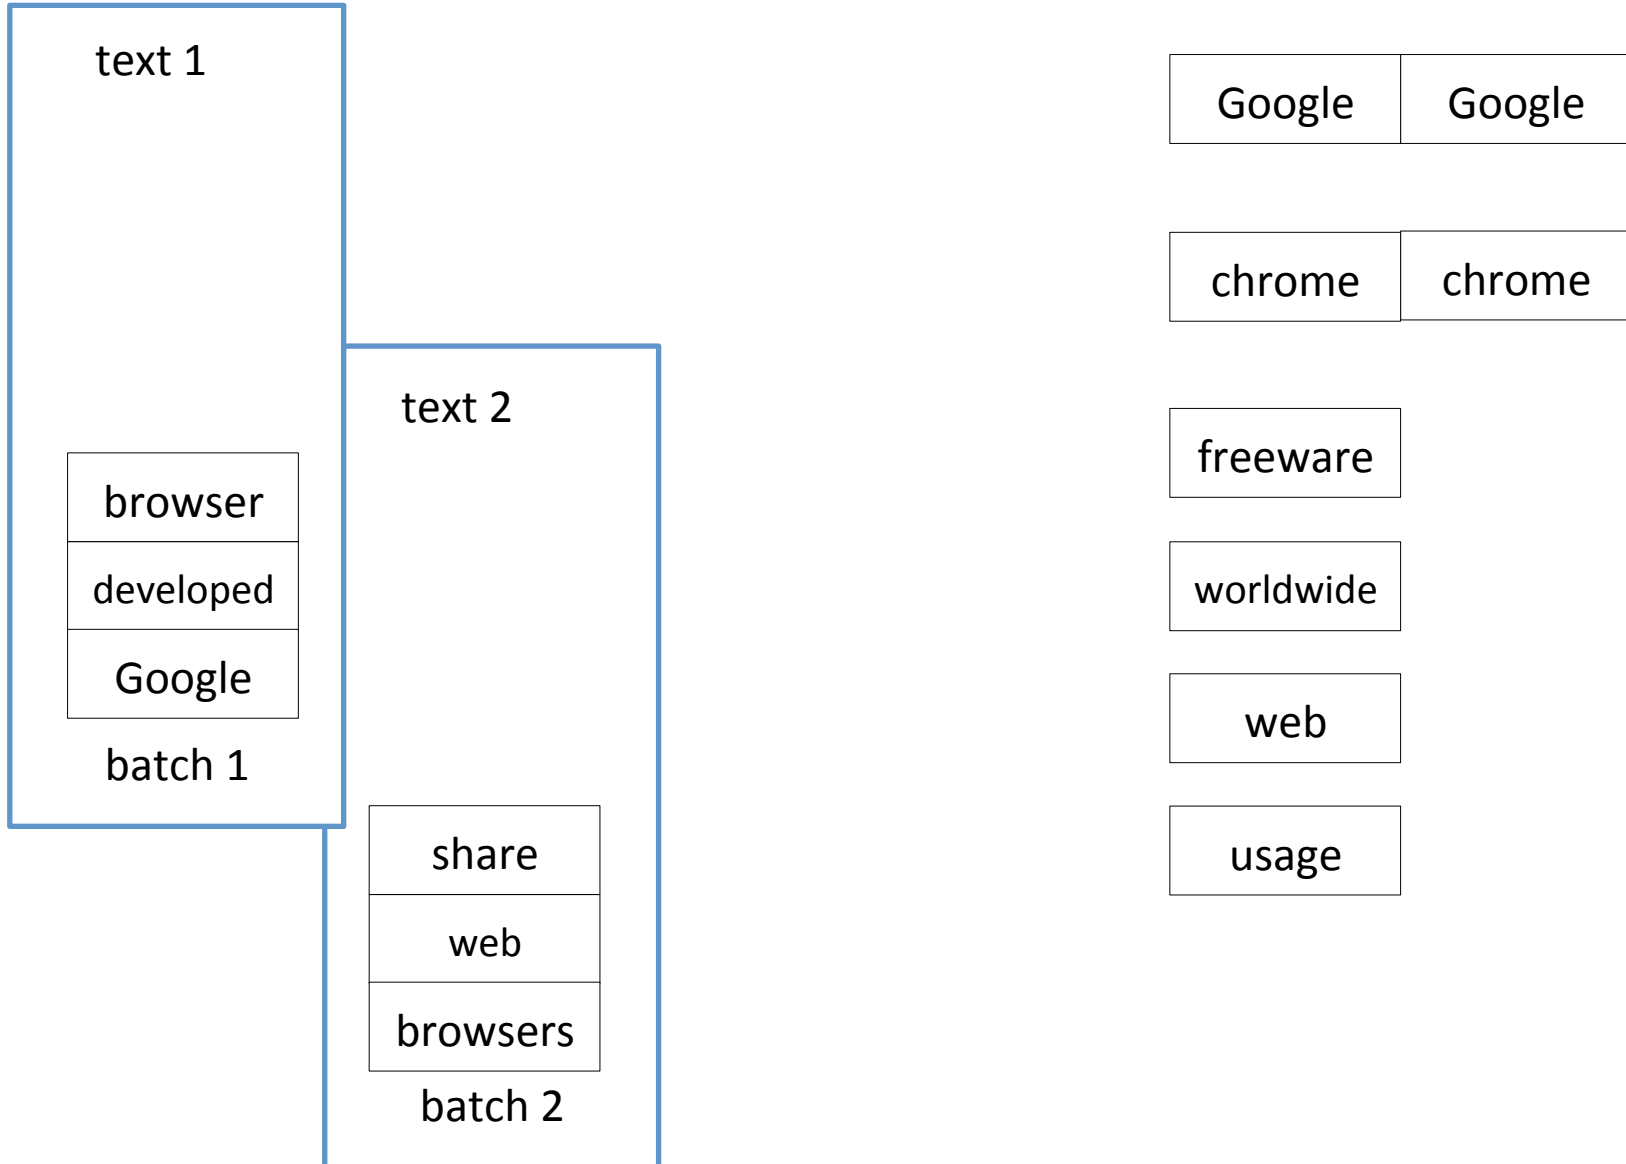 text 1
browser
developed
Google
batch 1
text 2
share
web
browsers
batch 2
Google Google
chrome chrome
freeware
worldwide
web
usage